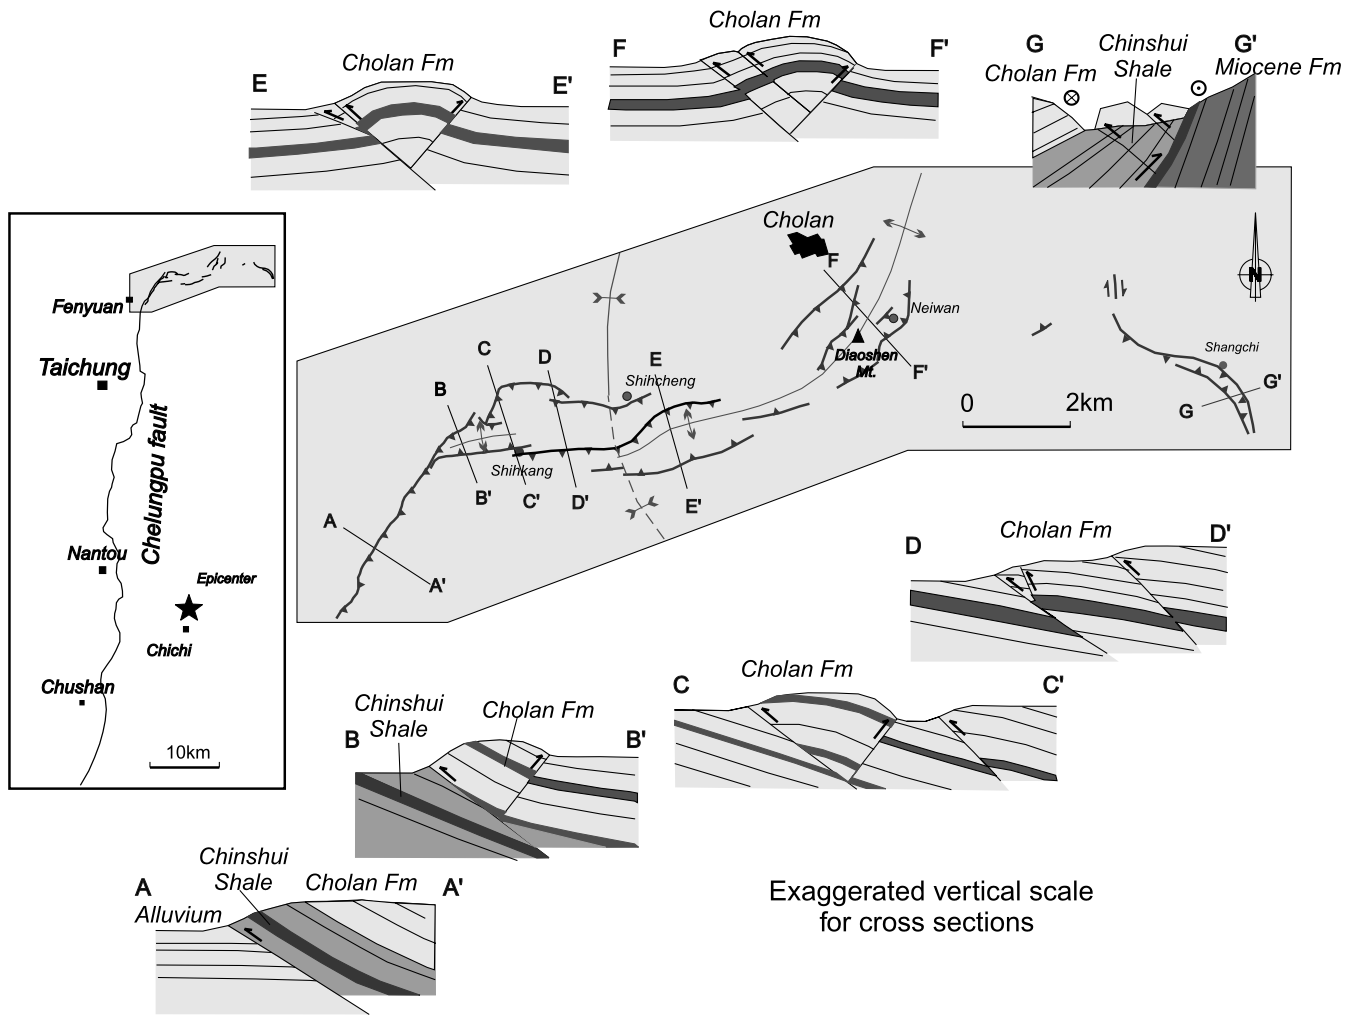 Cholan Fm
F
F'
Cholan Fm
E
E'
G
Chinshui
Shale
G'
Cholan Fm
Miocene Fm
Cholan
F
N
Neiwan
Diaoshen
Mt.
F'
Shangchi
G
G'
0
2km
E
Shihcheng
D
C
B
Shihkang
B'
C'
D'
E'
A
A'
Fenyuan
Taichung
Chelungpu fault
Nantou
Epicenter
Chichi
Chushan
10km
D
Cholan Fm
D'
C
Cholan Fm
C'
Chinshui
Shale
B
Cholan Fm
B'
Chinshui
Shale
A
Cholan Fm
A'
Alluvium
Exaggerated vertical scale
for cross sections